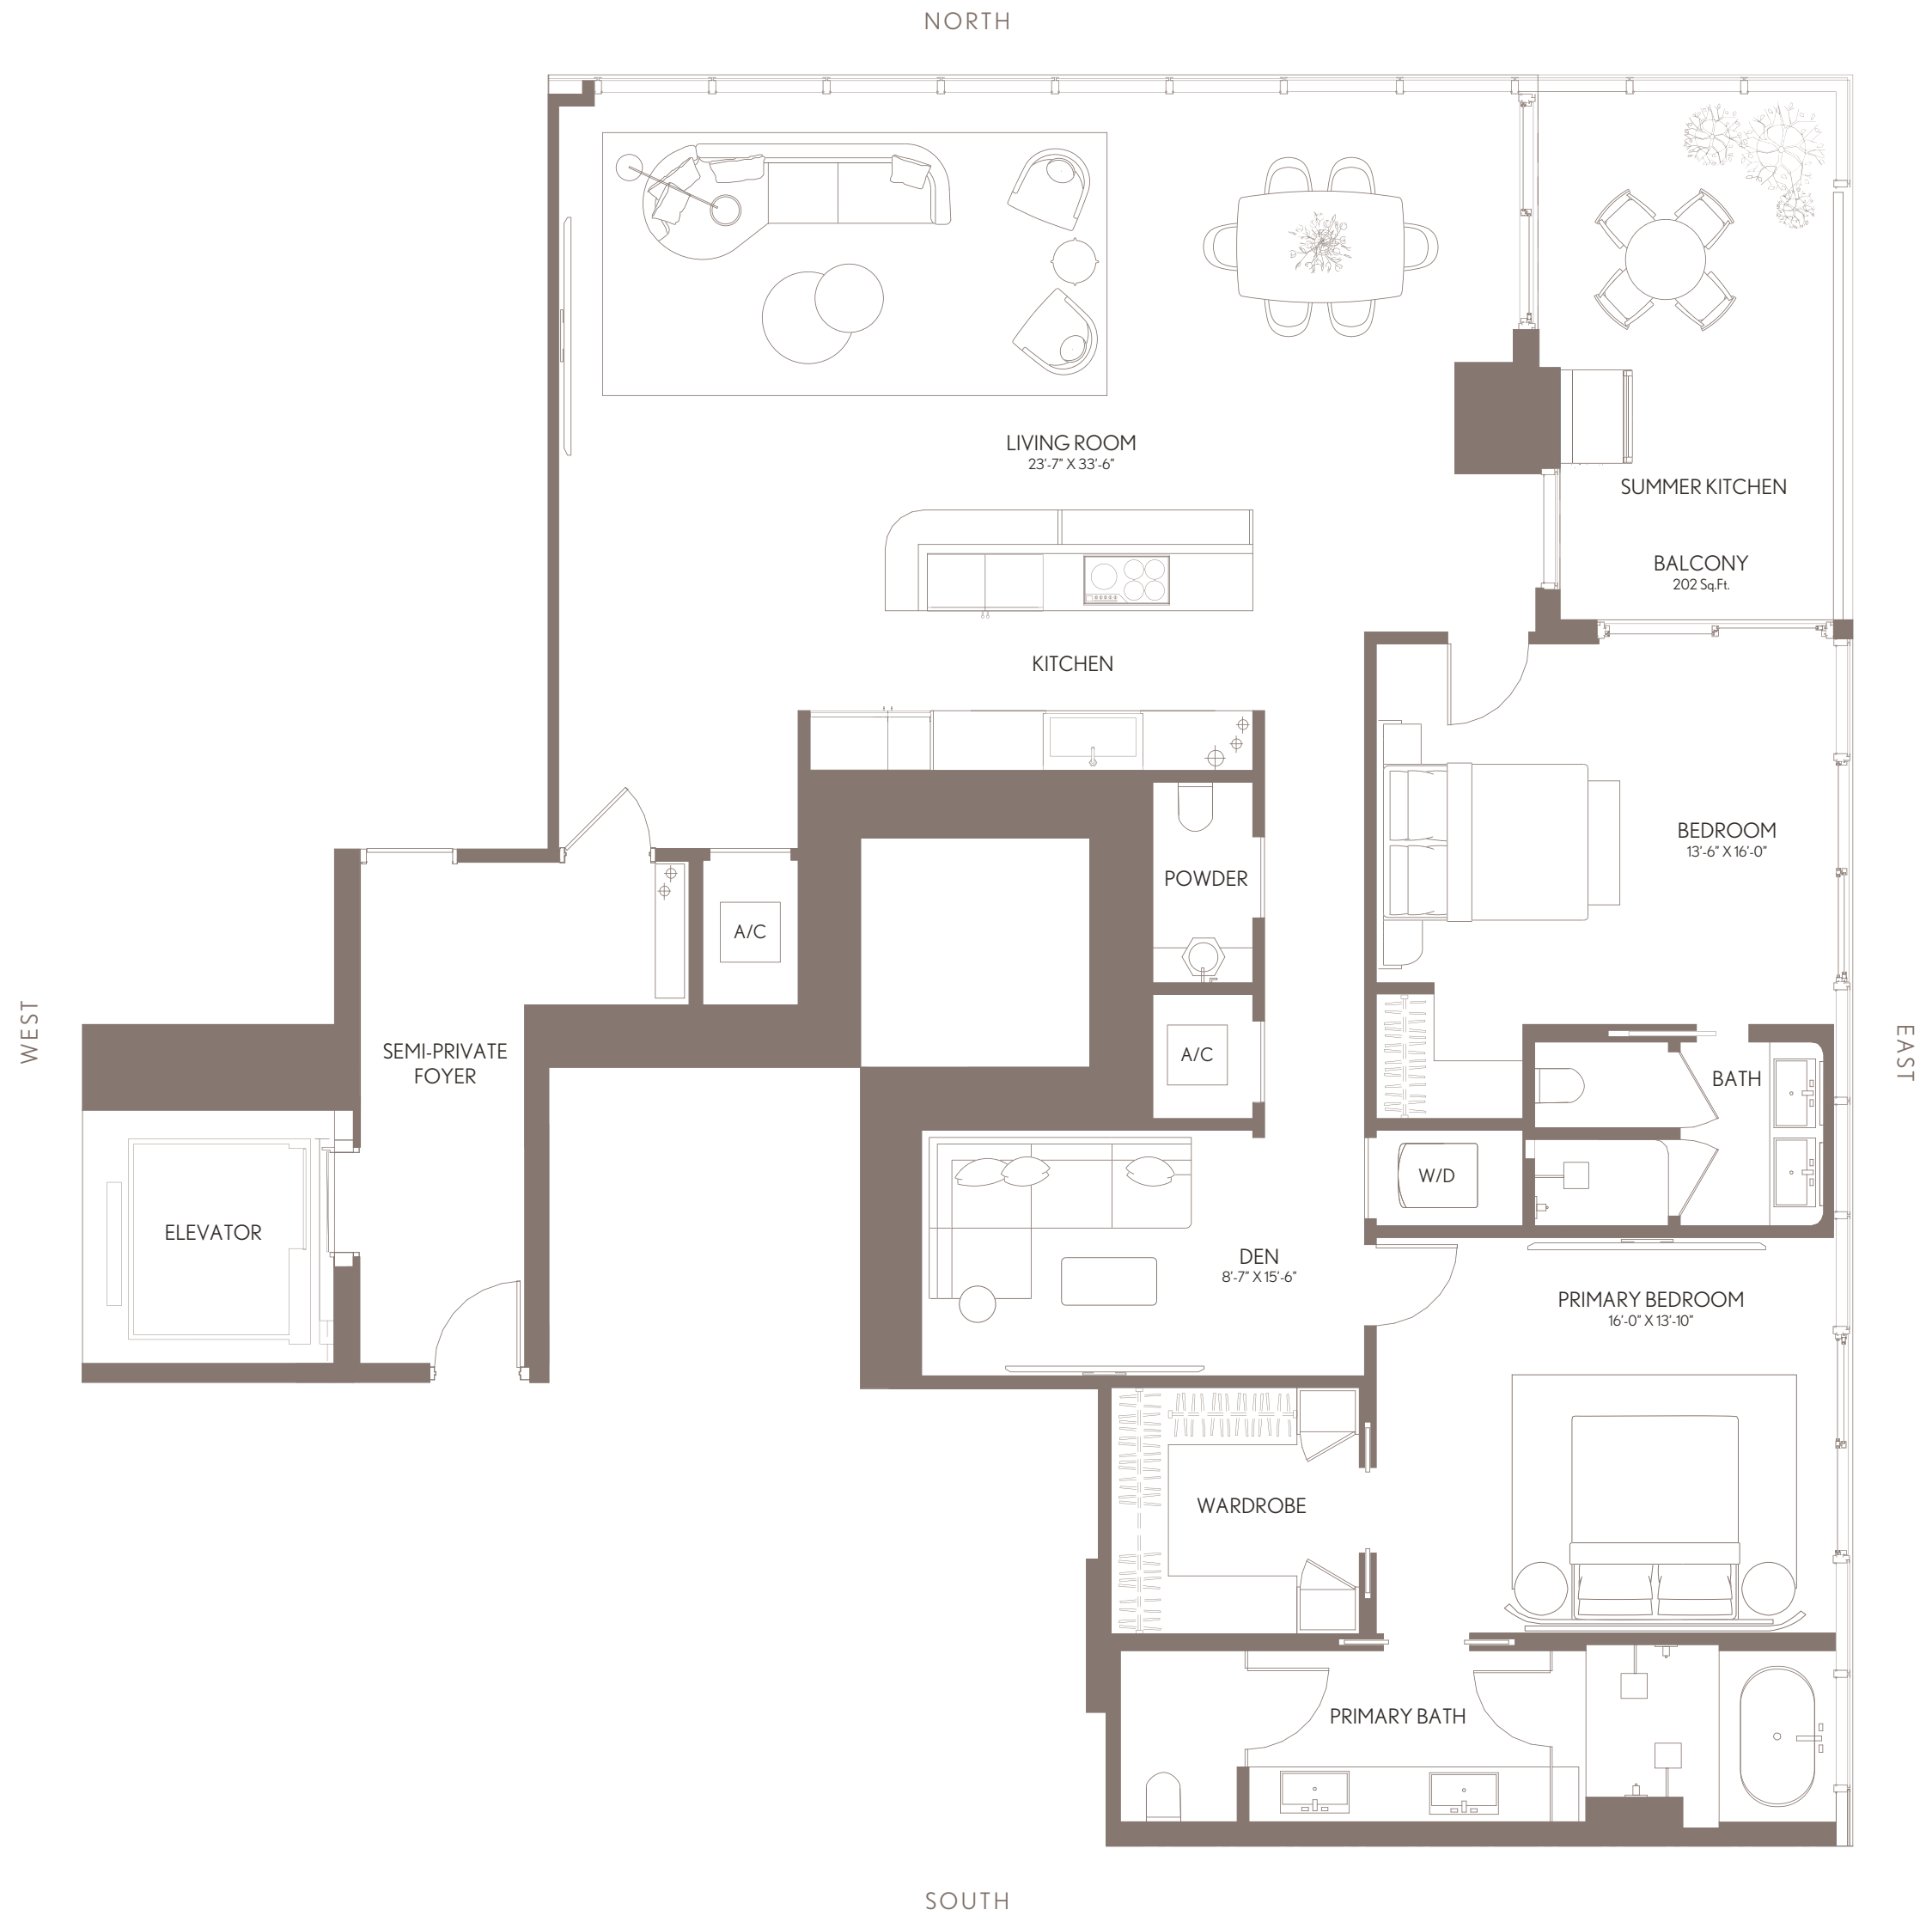 NORTH
LIVING ROOM
23'-7" X 33'-6"
SUMMER KITCHEN
BALCONY
202 Sq.Ft.
KITCHEN
BEDROOM
13'-6" X 16'-0"
POWDER
A/C
WEST
SEMI-PRIVATE
FOYER
A/C
EAST
BATH
W/D
ELEVATOR
DEN
8'-7" X 15'-6"
PRIMARY BEDROOM
16'-0" X 13'-10"
WARDROBE
PRIMARY BATH
SOUTH